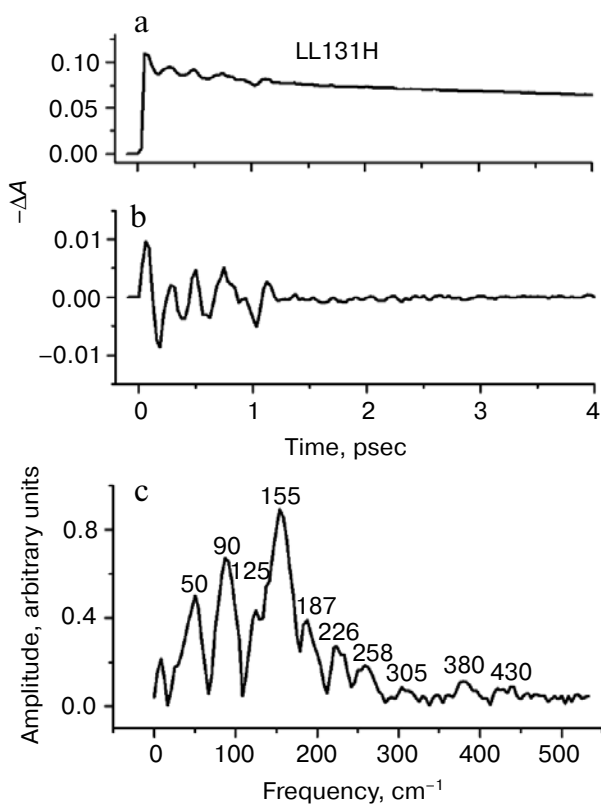 a
LL131H
0.10
0.05
0.00
−ΔA
b
0.01
0.00
−0.01
0 1 2 3 4
Time, psec
c
Amplitude, arbitrary units
0.8
0.4
0.0
155
90
125
50
187
226
258
305
380
430
0 100 200 300 400 500
Frequency, cm⁻¹